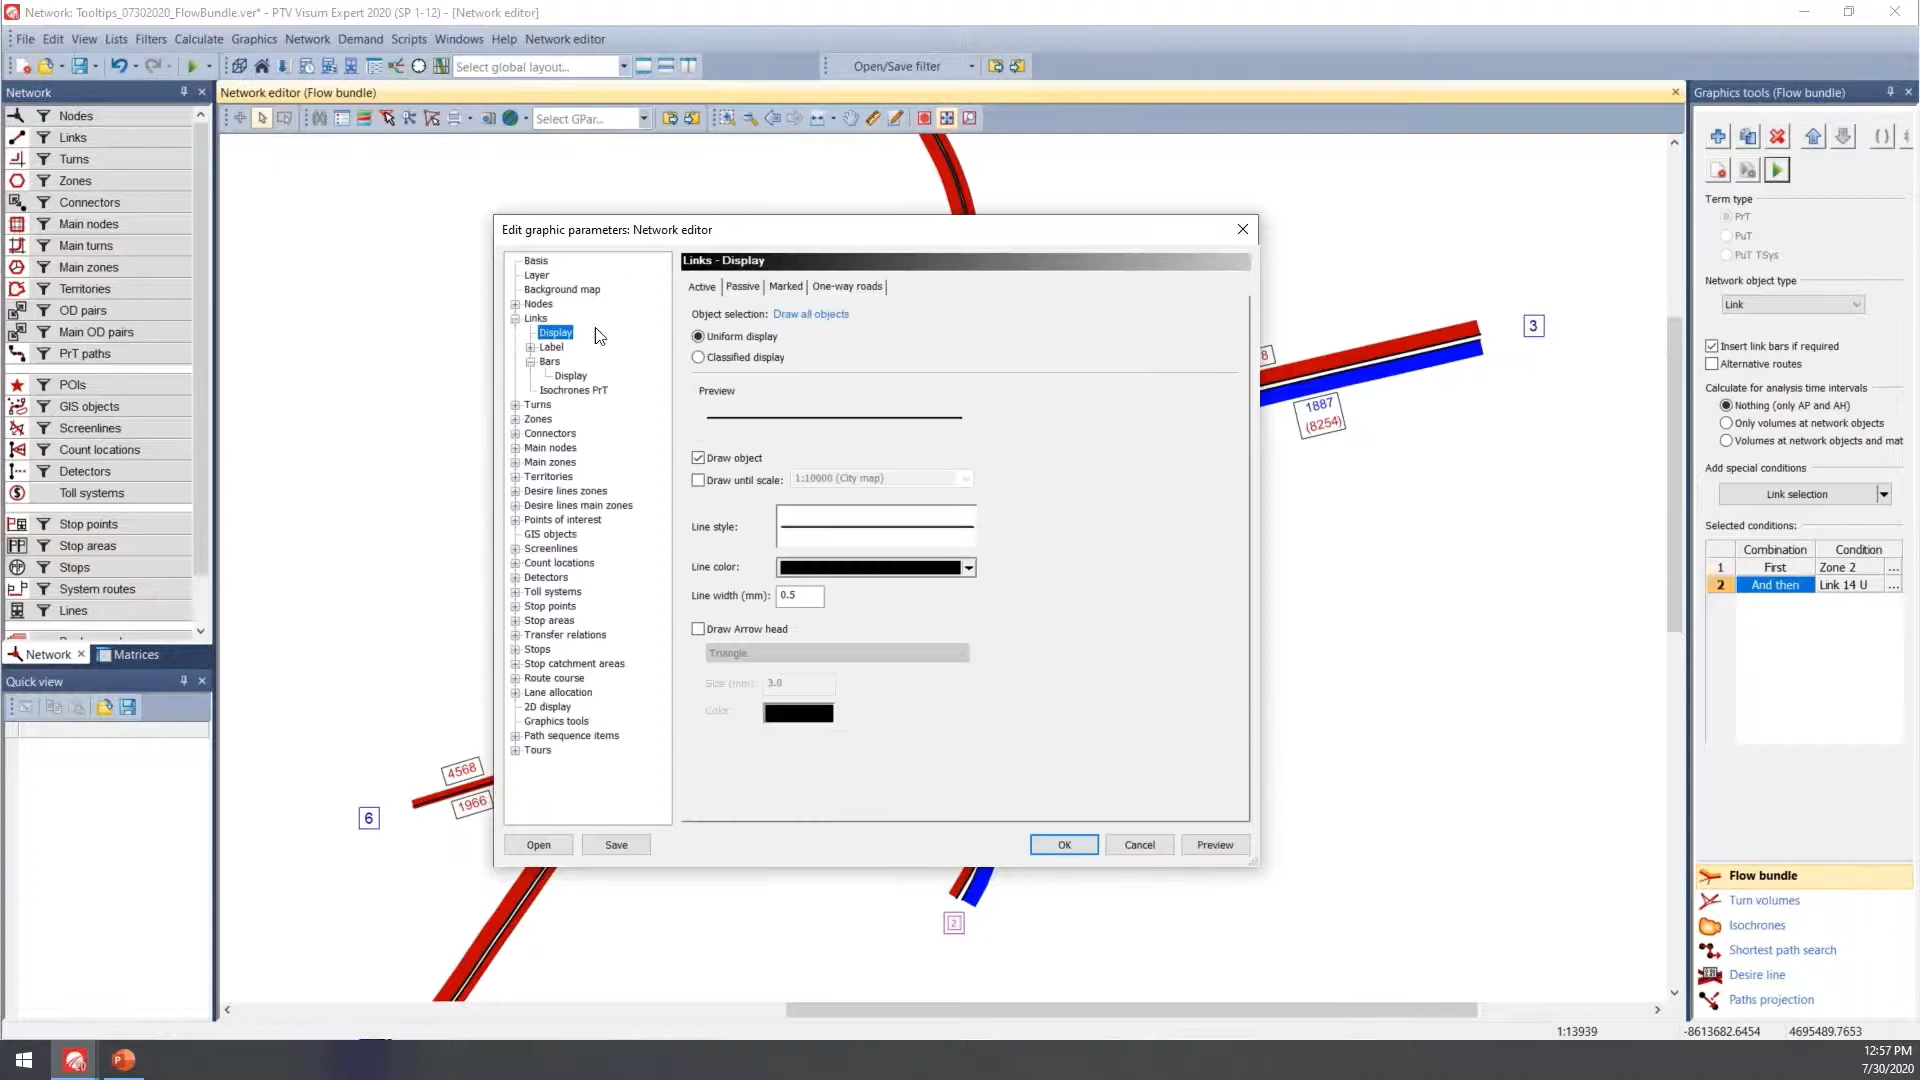 Network: Tooltips_07302020_FlowBundle.ver* - PTV Visum Expert 2020 (SP 1-12) - [Network editor]
File Edit View Lists Filters Calculate Graphics Network Demand Scripts Windows Help Network editor
Select global layout...
Open/Save filter
Network
Nodes
Links
Turns
Zones
Connectors
Main nodes
Main turns
Main zones
Territories
OD pairs
Main OD pairs
PrT paths
POIs
GIS objects
Screenlines
Count locations
Detectors
Toll systems
Stop points
Stop areas
Stops
System routes
Lines
Network
Matrices
Quick view
Network editor (Flow bundle)
Select GPar...
3
8
1887
(8254)
4568
1966
6
2
Edit graphic parameters: Network editor
Basis
Layer
Background map
Nodes
Links
Display
Label
Bars
Display
Isochrones PrT
Turns
Zones
Connectors
Main nodes
Main zones
Territories
Desire lines zones
Desire lines main zones
Points of interest
GIS objects
Screenlines
Count locations
Detectors
Toll systems
Stop points
Stop areas
Transfer relations
Stops
Stop catchment areas
Route course
Lane allocation
2D display
Graphics tools
Path sequence items
Tours
Links - Display
Active Passive Marked One-way roads
Object selection: Draw all objects
Uniform display
Classified display
Preview
Draw object
Draw until scale: 1:10000 (City map)
Line style:
Line color:
Line width (mm): 0.5
Draw Arrow head
Triangle
Size (mm): 3.0
Color
Open Save OK Cancel Preview
Graphics tools (Flow bundle)
Term type
PrT
PuT
PuT TSys
Network object type
Link
Insert link bars if required
Alternative routes
Calculate for analysis time intervals
Nothing (only AP and AH)
Only volumes at network objects
Volumes at network objects and mat
Add special conditions
Link selection
Selected conditions:
Combination Condition
1 First Zone 2 ...
2 And then Link 14 U ...
Flow bundle
Turn volumes
Isochrones
Shortest path search
Desire line
Paths projection
1:13939 -8613682.6454 4695489.7653
12:57 PM
7/30/2020